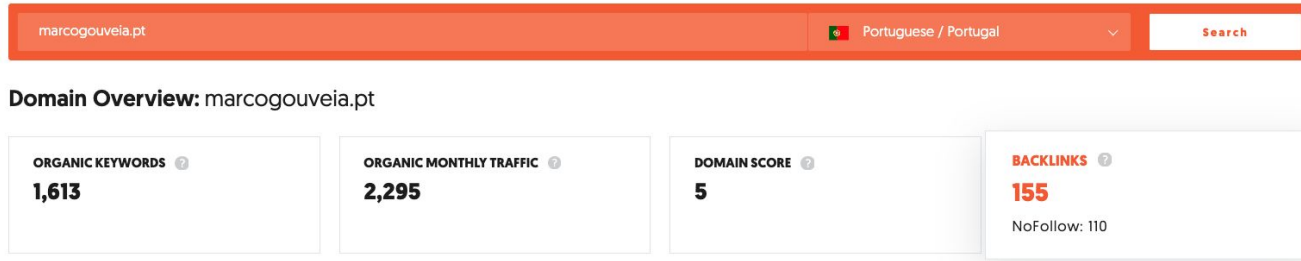 marcogouveia.pt
Portuguese / Portugal
Search
Domain Overview: marcogouveia.pt
ORGANIC KEYWORDS ?
1,613
ORGANIC MONTHLY TRAFFIC ?
2,295
DOMAIN SCORE ?
5
BACKLINKS ?
155
NoFollow: 110